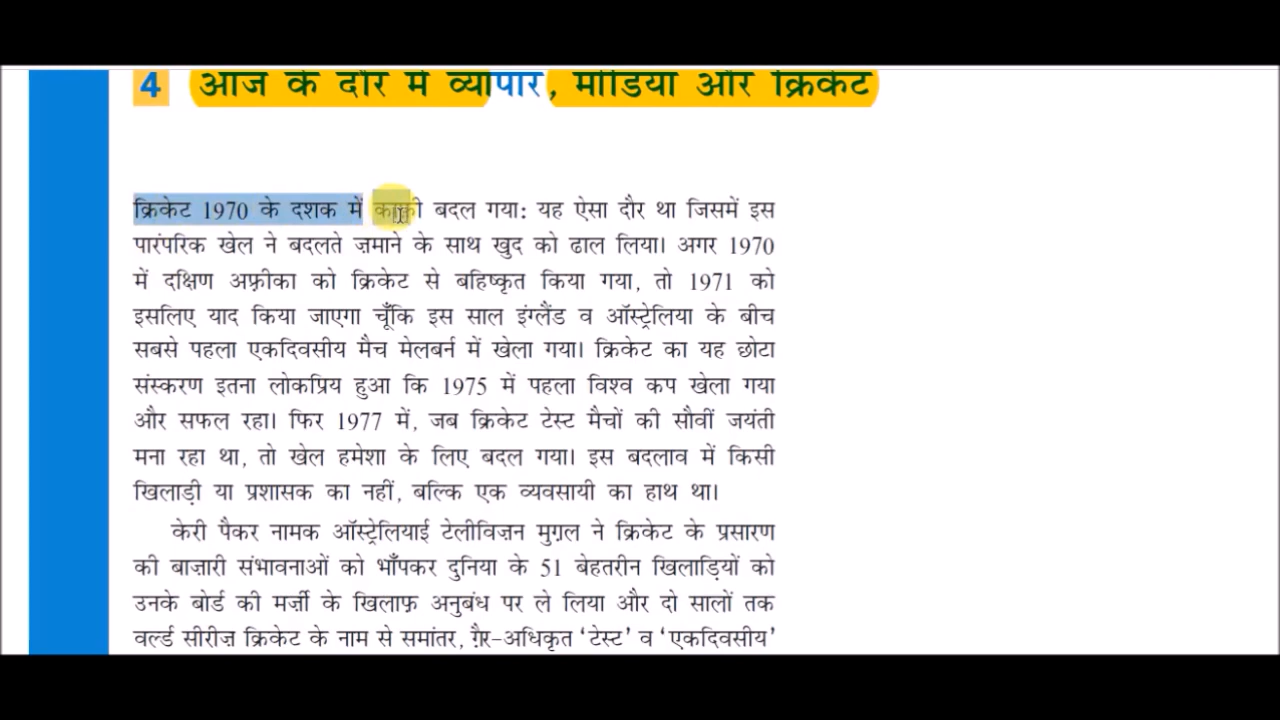 4 आज के दौर में व्यापार, मीडिया और क्रिकेट
क्रिकेट 1970 के दशक में काफ़ी बदल गया: यह ऐसा दौर था जिसमें इस
पारंपरिक खेल ने बदलते ज़माने के साथ खुद को ढाल लिया। अगर 1970
में दक्षिण अफ़्रीका को क्रिकेट से बहिष्कृत किया गया, तो 1971 को
इसलिए याद किया जाएगा चूँकि इस साल इंग्लैंड व ऑस्ट्रेलिया के बीच
सबसे पहला एकदिवसीय मैच मेलबर्न में खेला गया। क्रिकेट का यह छोटा
संस्करण इतना लोकप्रिय हुआ कि 1975 में पहला विश्व कप खेला गया
और सफल रहा। फिर 1977 में, जब क्रिकेट टेस्ट मैचों की सौवीं जयंती
मना रहा था, तो खेल हमेशा के लिए बदल गया। इस बदलाव में किसी
खिलाड़ी या प्रशासक का नहीं, बल्कि एक व्यवसायी का हाथ था।
केरी पैकर नामक ऑस्ट्रेलियाई टेलीविज़न मुग़ल ने क्रिकेट के प्रसारण
की बाज़ारी संभावनाओं को भाँपकर दुनिया के 51 बेहतरीन खिलाड़ियों को
उनके बोर्ड की मर्ज़ी के खिलाफ़ अनुबंध पर ले लिया और दो सालों तक
वर्ल्ड सीरीज़ क्रिकेट के नाम से समांतर, ग़ैर-अधिकृत ‘टेस्ट’ व ‘एकदिवसीय’